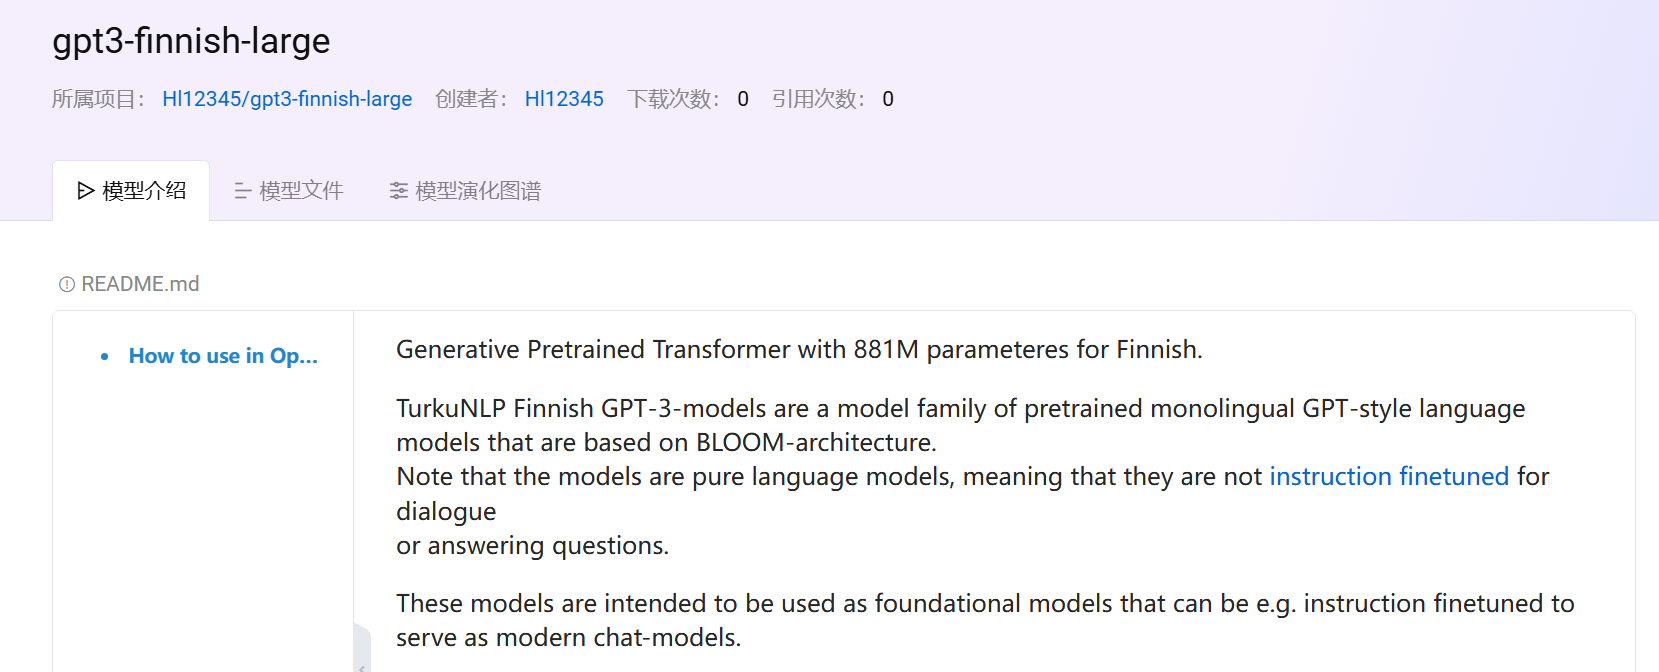 gpt3-finnish-large
所属项目： Hl12345/gpt3-finnish-large 创建者： Hl12345 下载次数： 0 引用次数： 0
模型介绍 模型文件 模型演化图谱
README.md
How to use in Op...
Generative Pretrained Transformer with 881M parameteres for Finnish.
TurkuNLP Finnish GPT-3-models are a model family of pretrained monolingual GPT-style language
models that are based on BLOOM-architecture.
Note that the models are pure language models, meaning that they are not instruction finetuned for
dialogue
or answering questions.
These models are intended to be used as foundational models that can be e.g. instruction finetuned to
serve as modern chat-models.